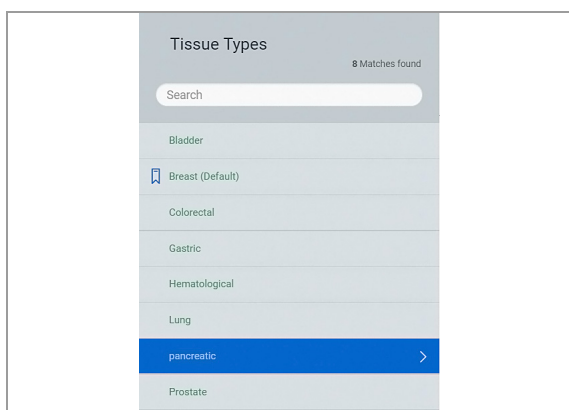 Tissue Types
8 Matches found
Search
Bladder
Breast (Default)
Colorectal
Gastric
Hematological
Lung
pancreatic
Prostate